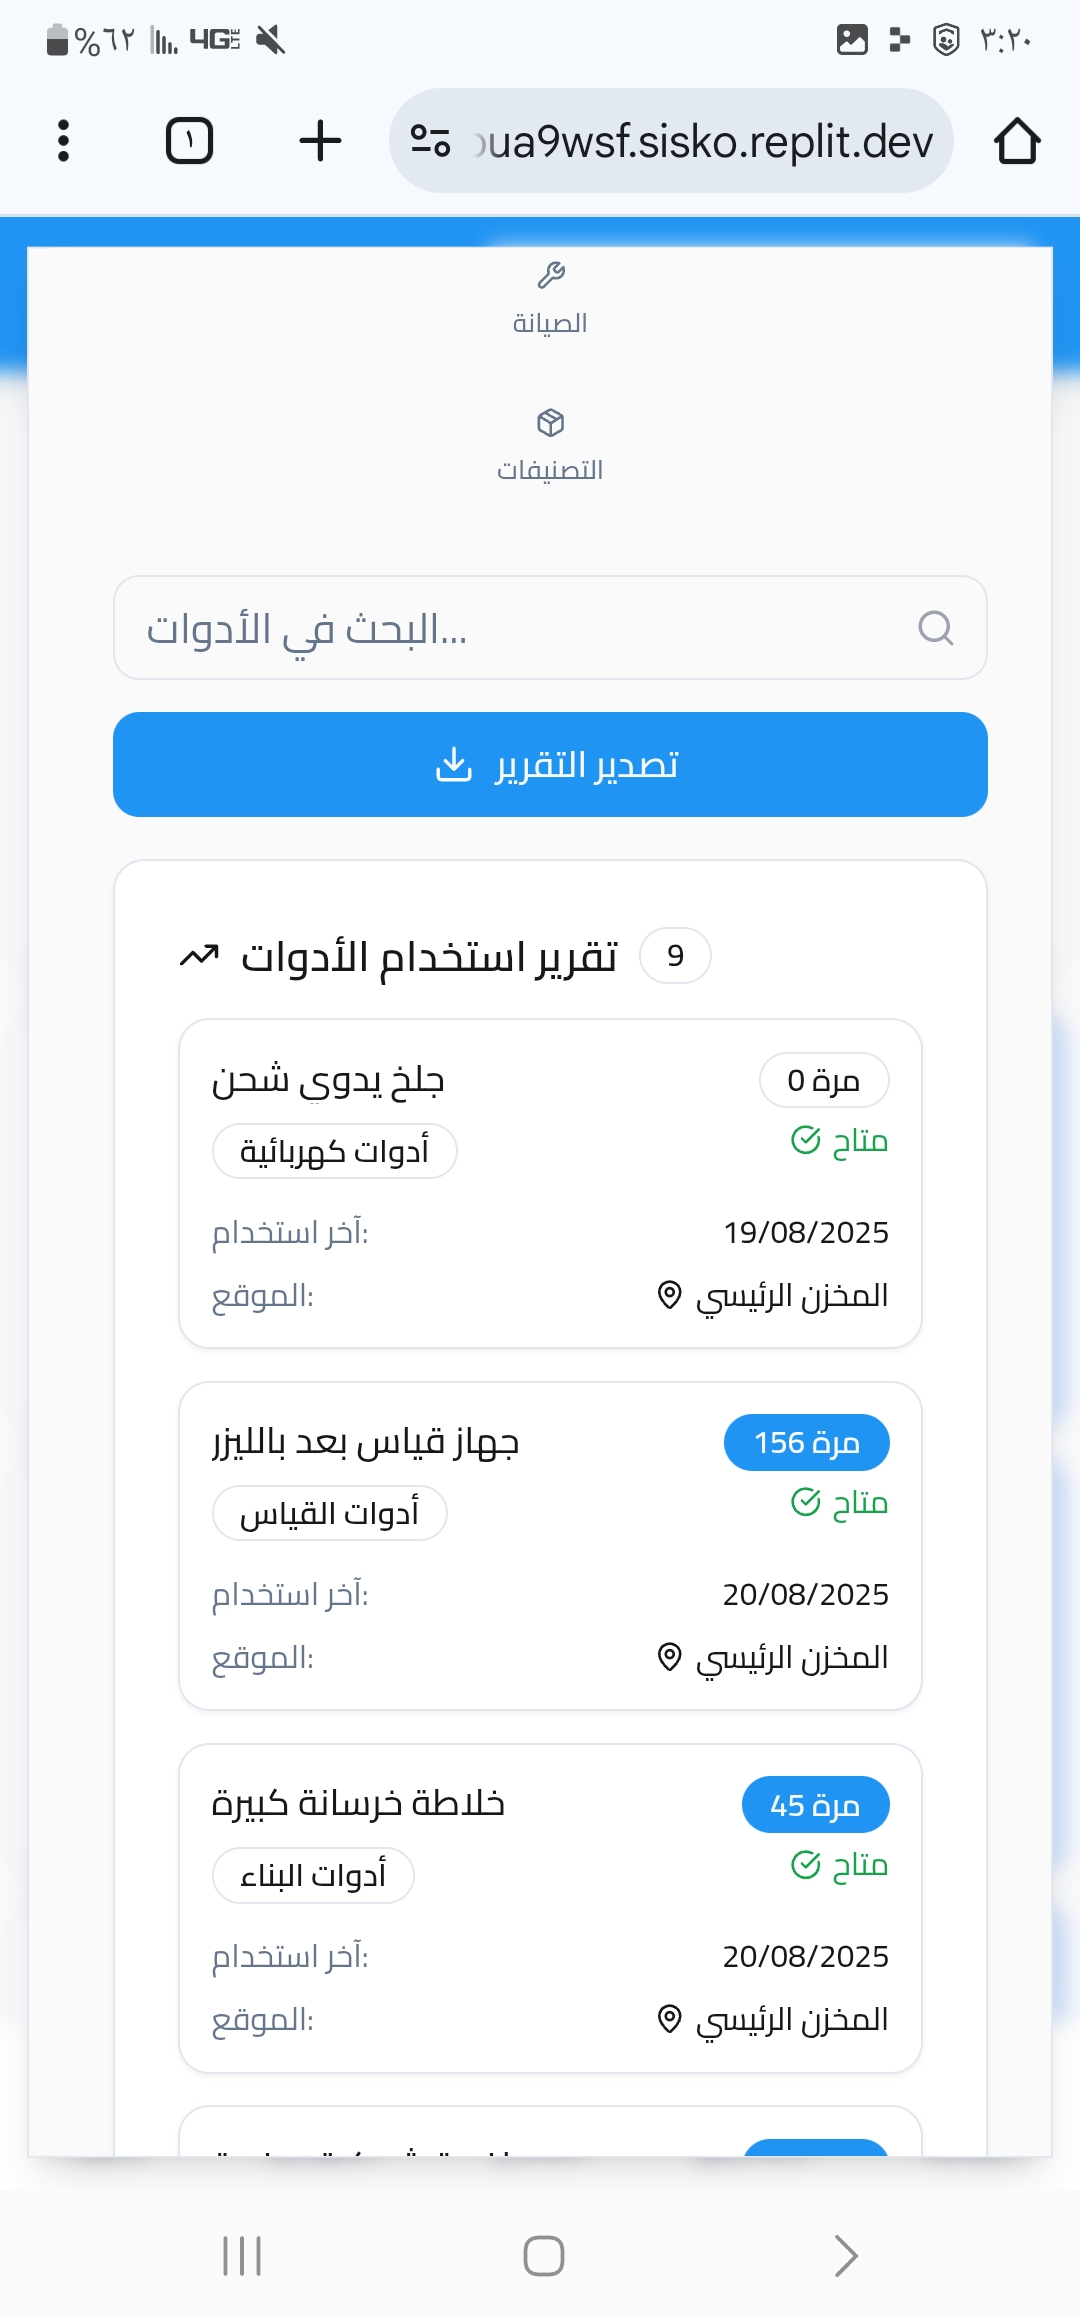 %٦٢ 4G LTE ٣:٢٠
١ oua9wsf.sisko.replit.dev
الصيانة
التصنيفات
البحث في الأدوات...
تصدير التقرير
تقرير استخدام الأدوات 9
جلخ يدوي شحن 0 مرة
أدوات كهربائية متاح
آخر استخدام: 19/08/2025
الموقع: المخزن الرئيسي
جهاز قياس بعد بالليزر 156 مرة
أدوات القياس متاح
آخر استخدام: 20/08/2025
الموقع: المخزن الرئيسي
خلاطة خرسانة كبيرة 45 مرة
أدوات البناء متاح
آخر استخدام: 20/08/2025
الموقع: المخزن الرئيسي